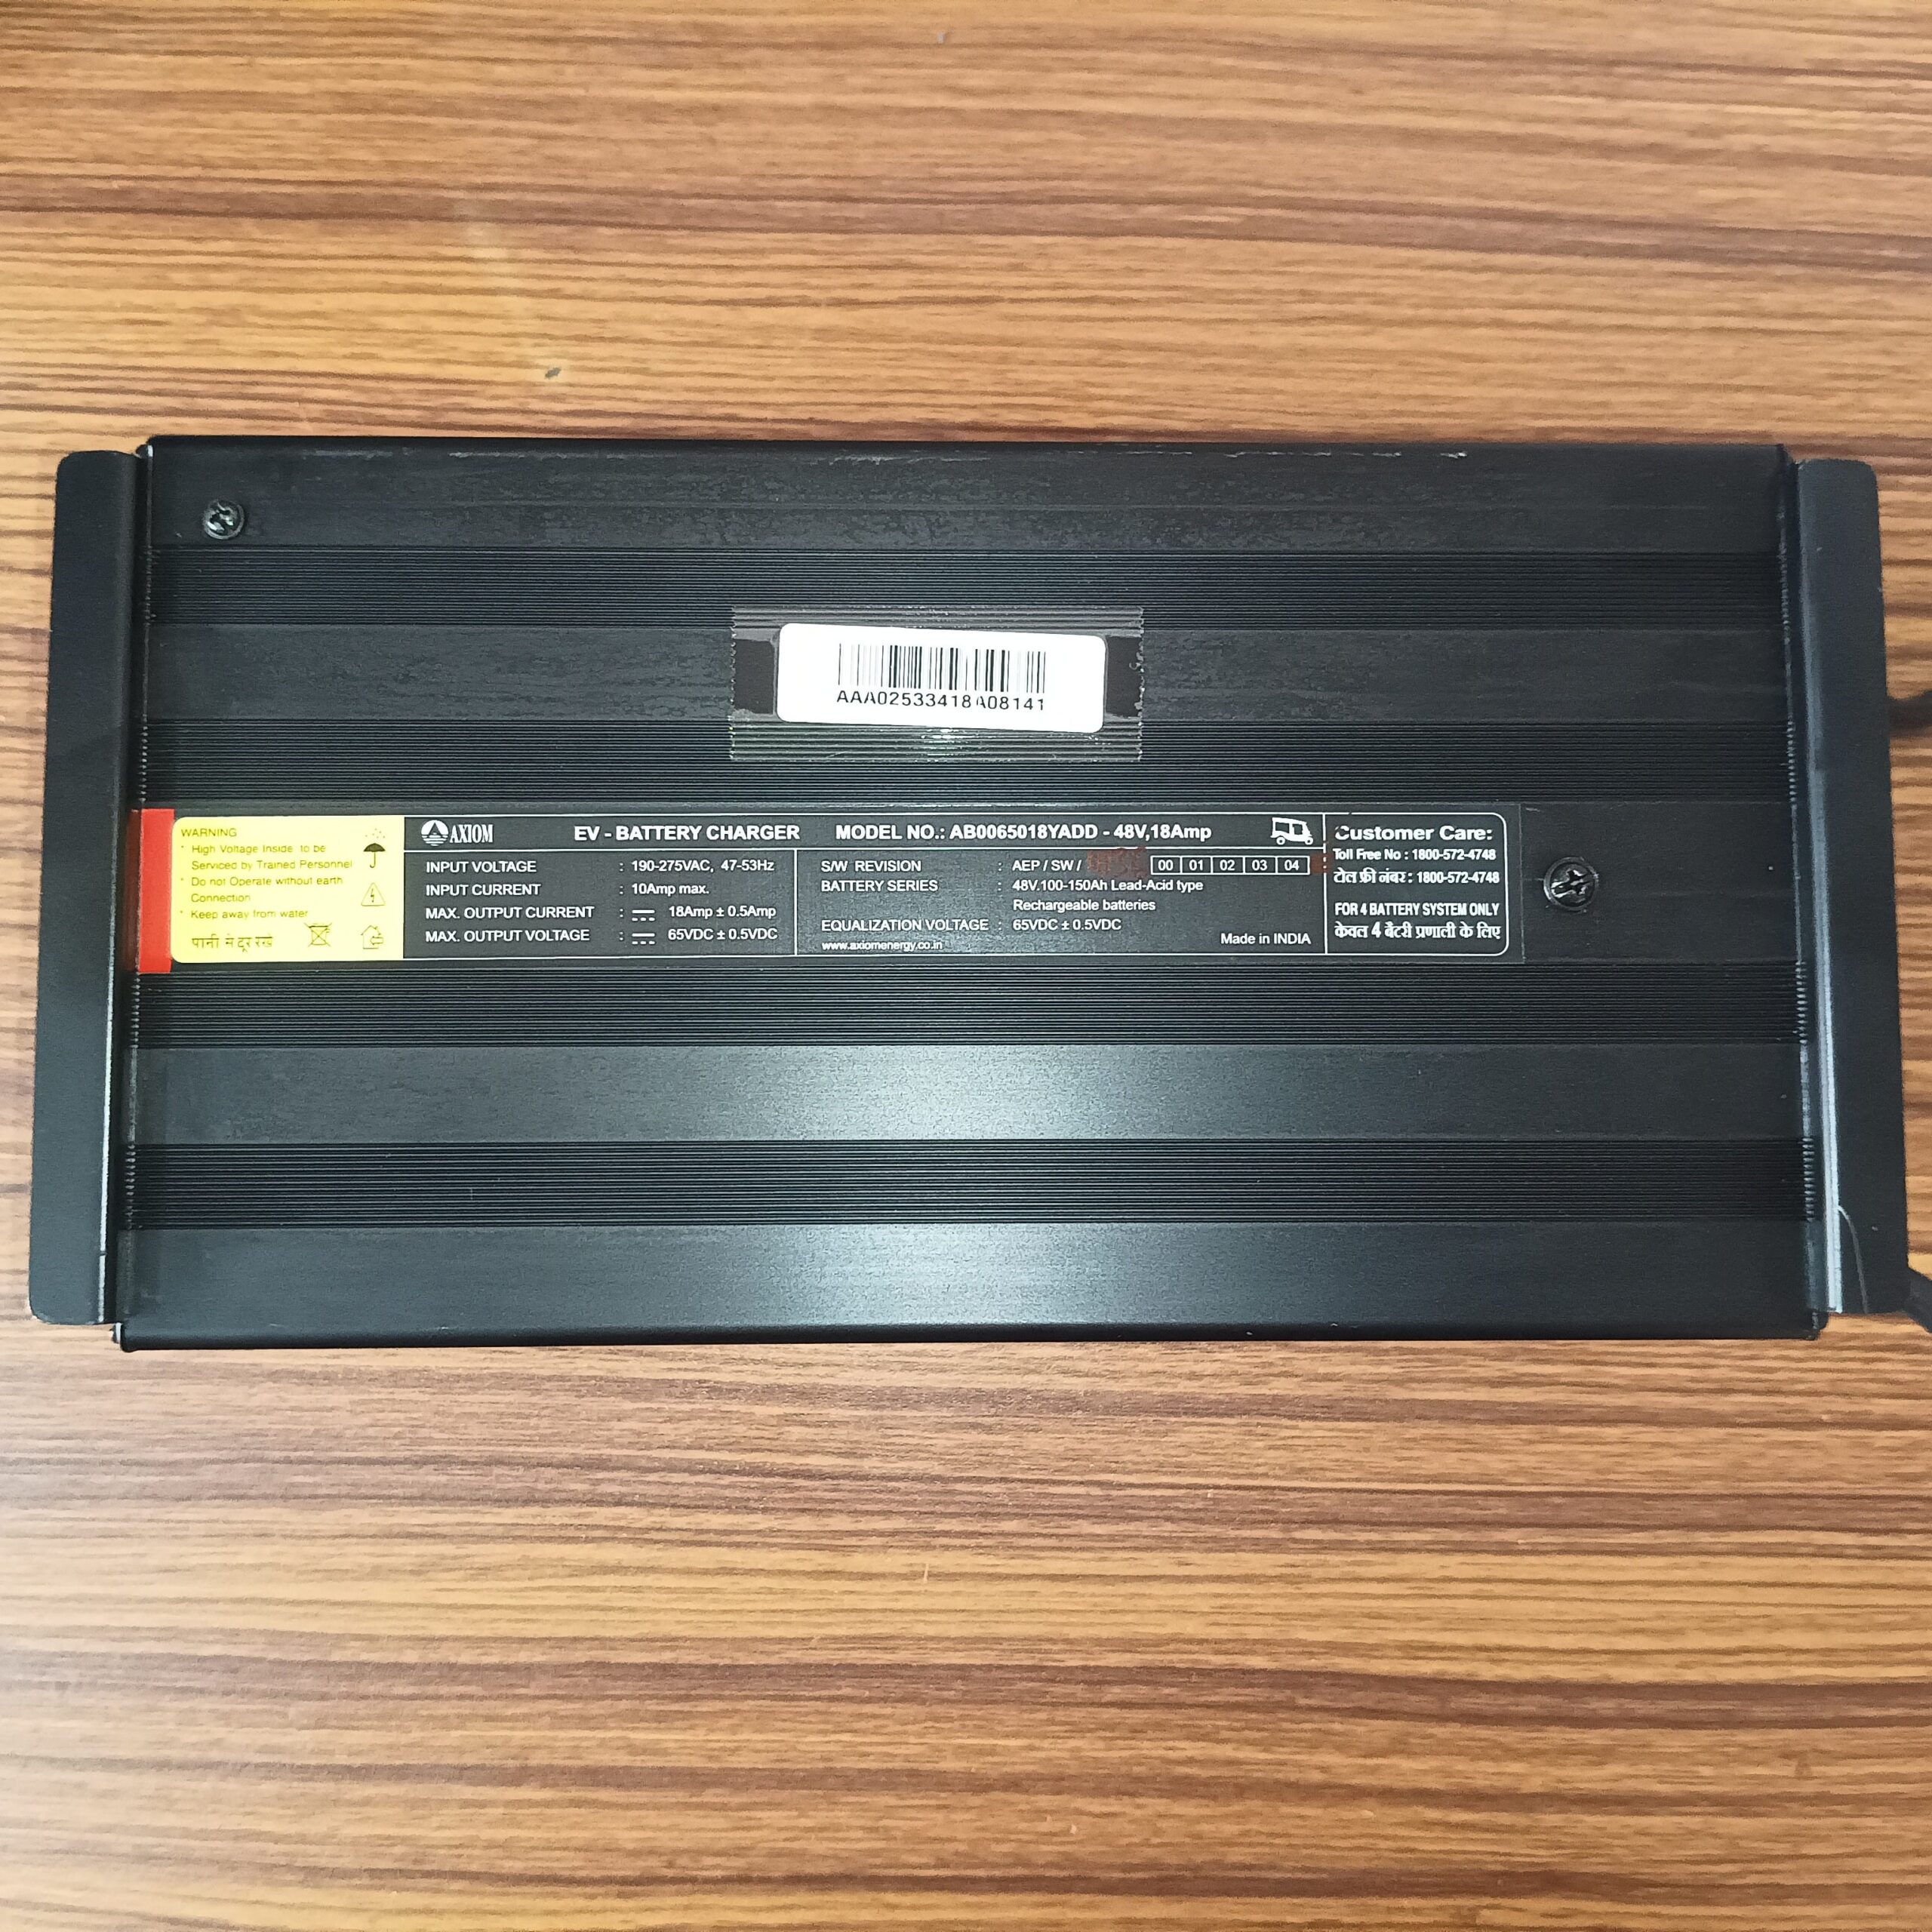 AAA02533418A08141
WARNING
* High Voltage Inside to be
Serviced by Trained Personnel
* Do not Operate without earth
Connection
* Keep away from water
पानी से दूर रखे
AXIOM
EV - BATTERY CHARGER MODEL NO.: AB0065018YADD - 48V,18Amp
INPUT VOLTAGE : 190-275VAC, 47-53Hz
INPUT CURRENT : 10Amp max.
MAX. OUTPUT CURRENT : 18Amp ± 0.5Amp
MAX. OUTPUT VOLTAGE : 65VDC ± 0.5VDC
S/W REVISION : AEP / SW / 00 01 02 03 04
BATTERY SERIES : 48V.100-150Ah Lead-Acid type
Rechargeable batteries
EQUALIZATION VOLTAGE : 65VDC ± 0.5VDC
www.axiomenergy.co.in
Made in INDIA
Customer Care:
Toll Free No : 1800-572-4748
टोल फ्री नंबर : 1800-572-4748
FOR 4 BATTERY SYSTEM ONLY
केवल 4 बैटरी प्रणाली के लिए